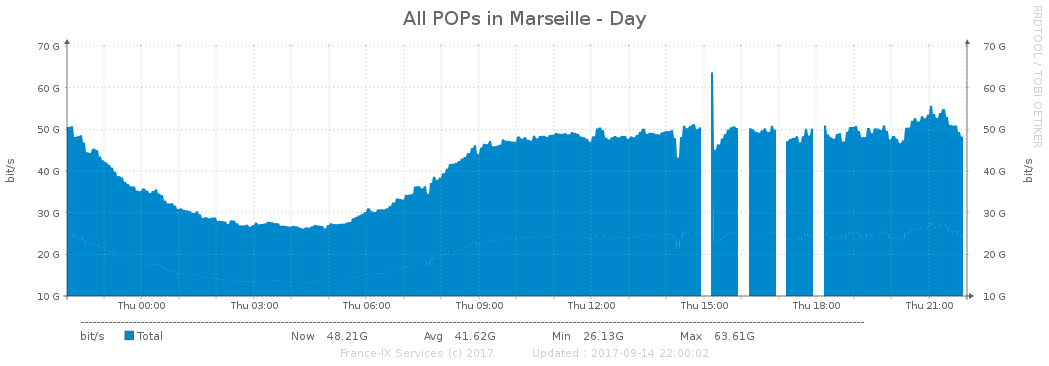 All POPs in Marseille - Day
RRDTOOL / TOBI OETIKER
70 G 70 G
60 G 60 G
50 G 50 G
40 G 40 G
30 G 30 G
20 G 20 G
10 G 10 G
bit/s bit/s
Thu 00:00 Thu 03:00 Thu 06:00 Thu 09:00 Thu 12:00 Thu 15:00 Thu 18:00 Thu 21:00
bit/s Total Now 48.21G Avg 41.62G Min 26.13G Max 63.61G
France-IX Services (c) 2017 Updated : 2017-09-14 22:00:02